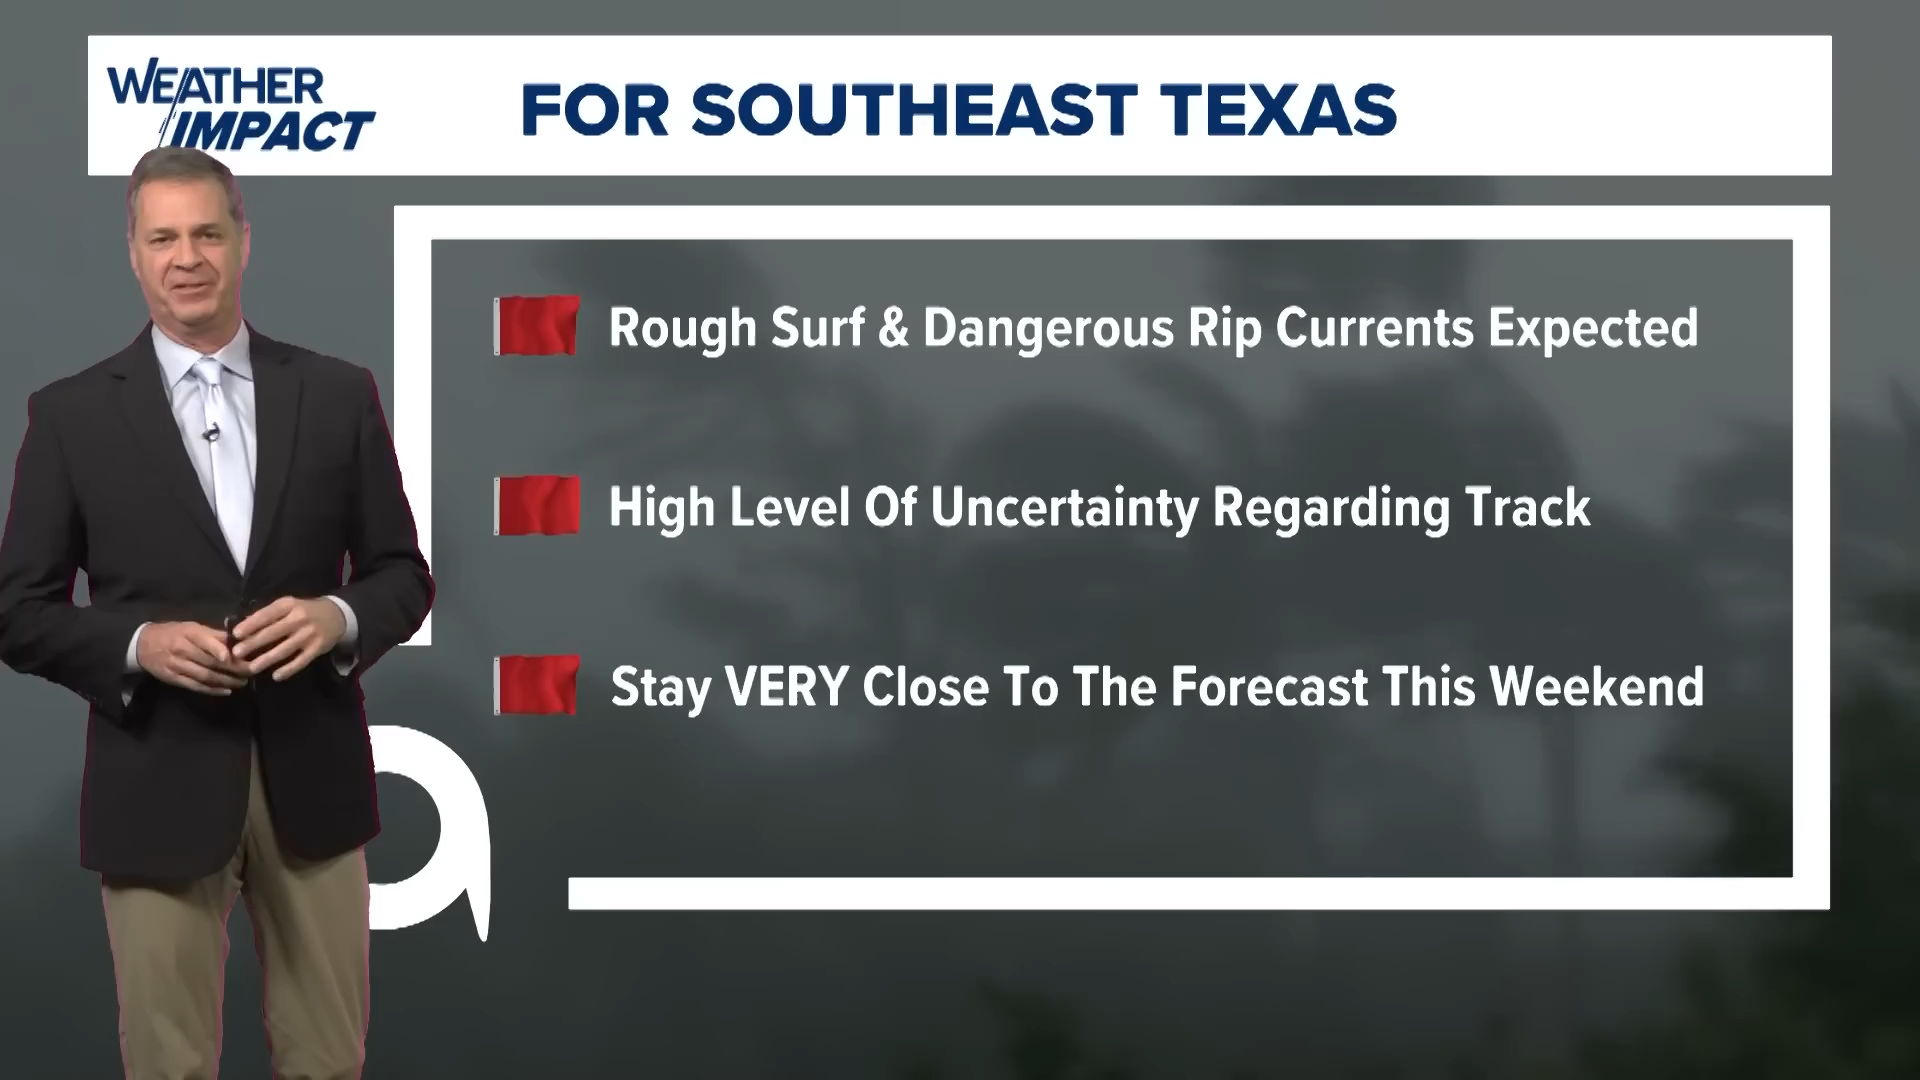 WEATHER
IMPACT
FOR SOUTHEAST TEXAS
Rough Surf & Dangerous Rip Currents Expected
High Level Of Uncertainty Regarding Track
Stay VERY Close To The Forecast This Weekend